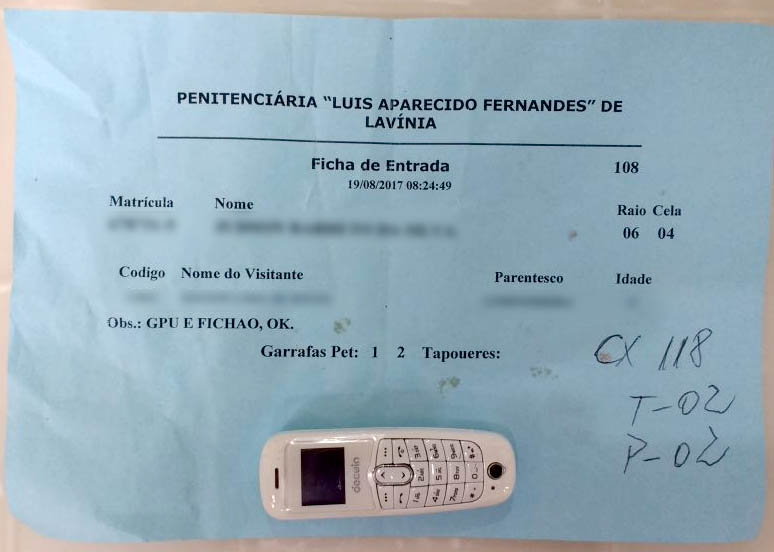 PENITENCIÁRIA “LUIS APARECIDO FERNANDES” DE
LAVÍNIA
Ficha de Entrada 108
19/08/2017 08:24:49
Matrícula Nome Raio Cela
06 04
Codigo Nome do Visitante Parentesco Idade
Obs.: GPU E FICHAO, OK.
Garrafas Pet: 1 2 Tapoueres:
CX 118
T-02
P-02